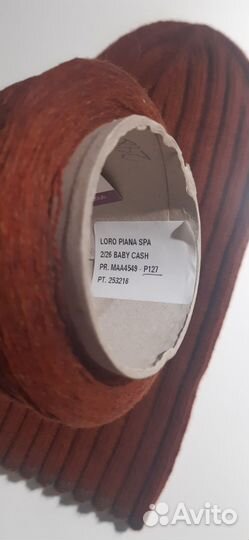 LORO PIANA SPA
2/26 BABY CASH
PR. MAA4549 - P127
PT. 253216
Avito